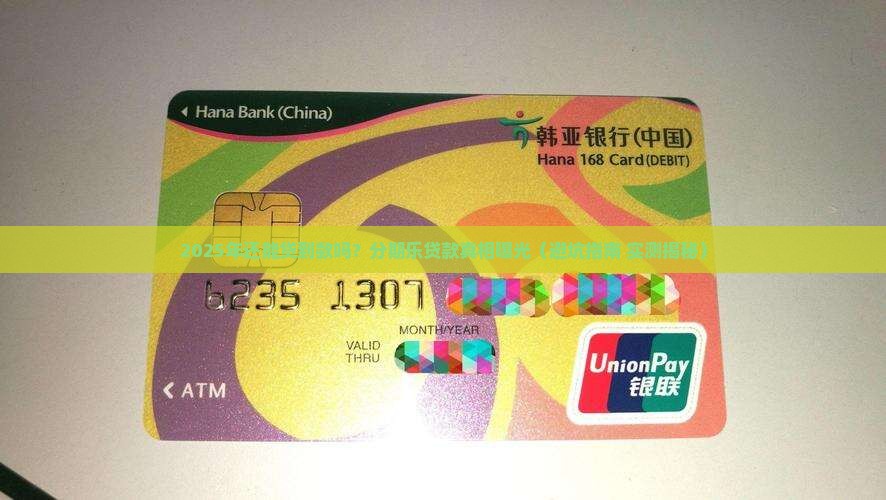 Hana Bank (China)
韩亚银行(中国)
Hana 168 Card(DEBIT)
6235 1307
MONTH/YEAR
VALID
THRU
ATM
UnionPay
银联